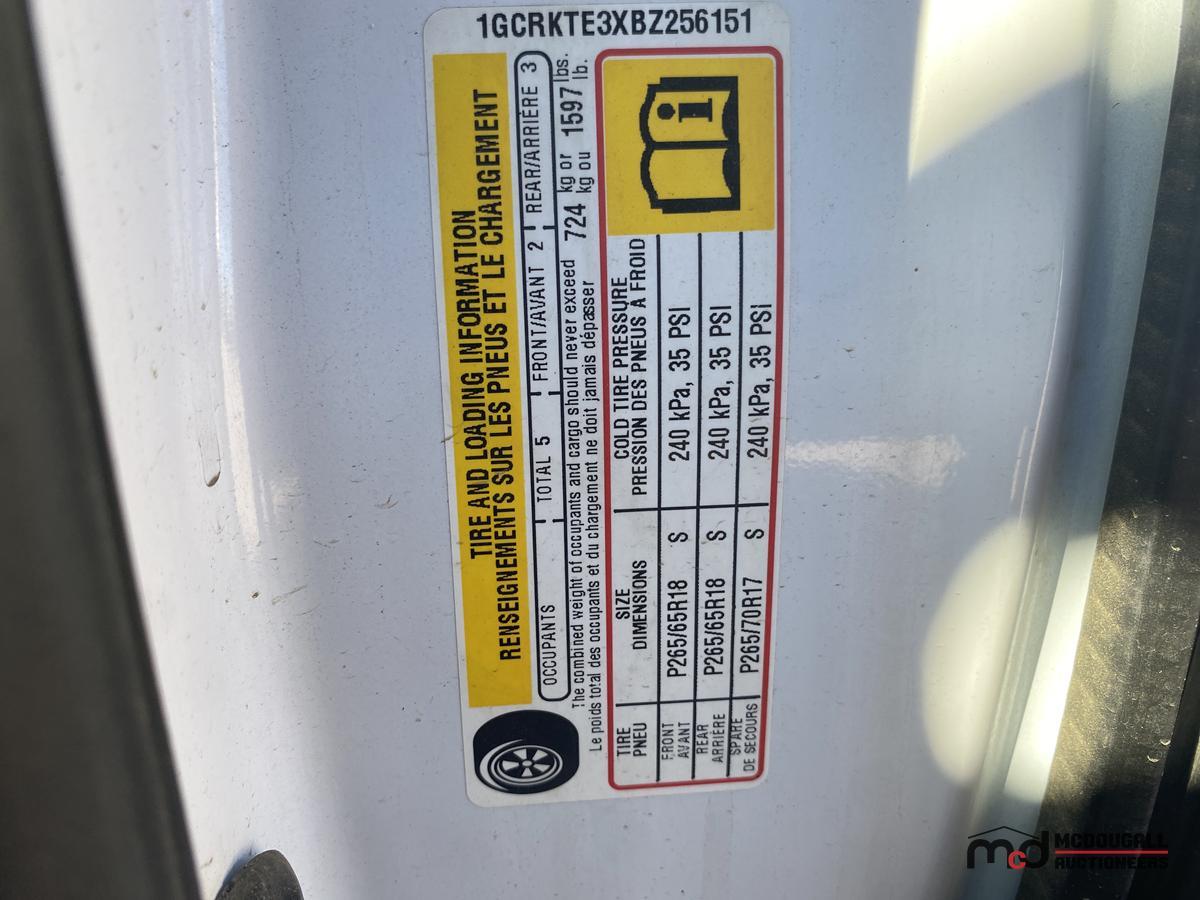 1GCRKTE3XBZ256151
TIRE AND LOADING INFORMATION
RENSEIGNEMENTS SUR LES PNEUS ET LE CHARGEMENT
OCCUPANTS TOTAL 5 FRONT/AVANT 2 REAR/ARRIÈRE 3
The combined weight of occupants and cargo should never exceed 724 kg or 1597 lbs.
Le poids total des occupants et du chargement ne doit jamais dépasser kg ou lb.
TIRE SIZE COLD TIRE PRESSURE
PNEU DIMENSIONS PRESSION DES PNEUS À FROID
FRONT
AVANT P265/65R18 S 240 kPa, 35 PSI
REAR
ARRIÈRE P265/65R18 S 240 kPa, 35 PSI
SPARE
DE SECOURS P265/70R17 S 240 kPa, 35 PSI
i
mcd MCDOUGALL
AUCTIONEERS